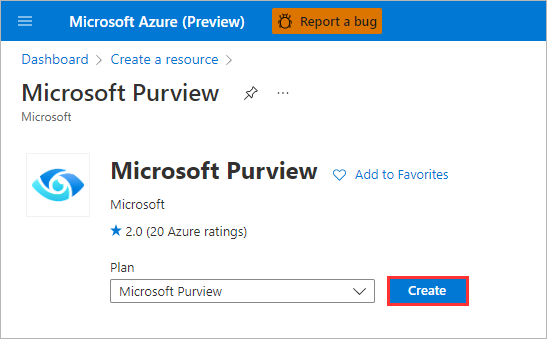 Microsoft Azure (Preview) Report a bug
Dashboard > Create a resource >
Microsoft Purview ...
Microsoft
Microsoft Purview Add to Favorites
Microsoft
★ 2.0 (20 Azure ratings)
Plan
Microsoft Purview Create